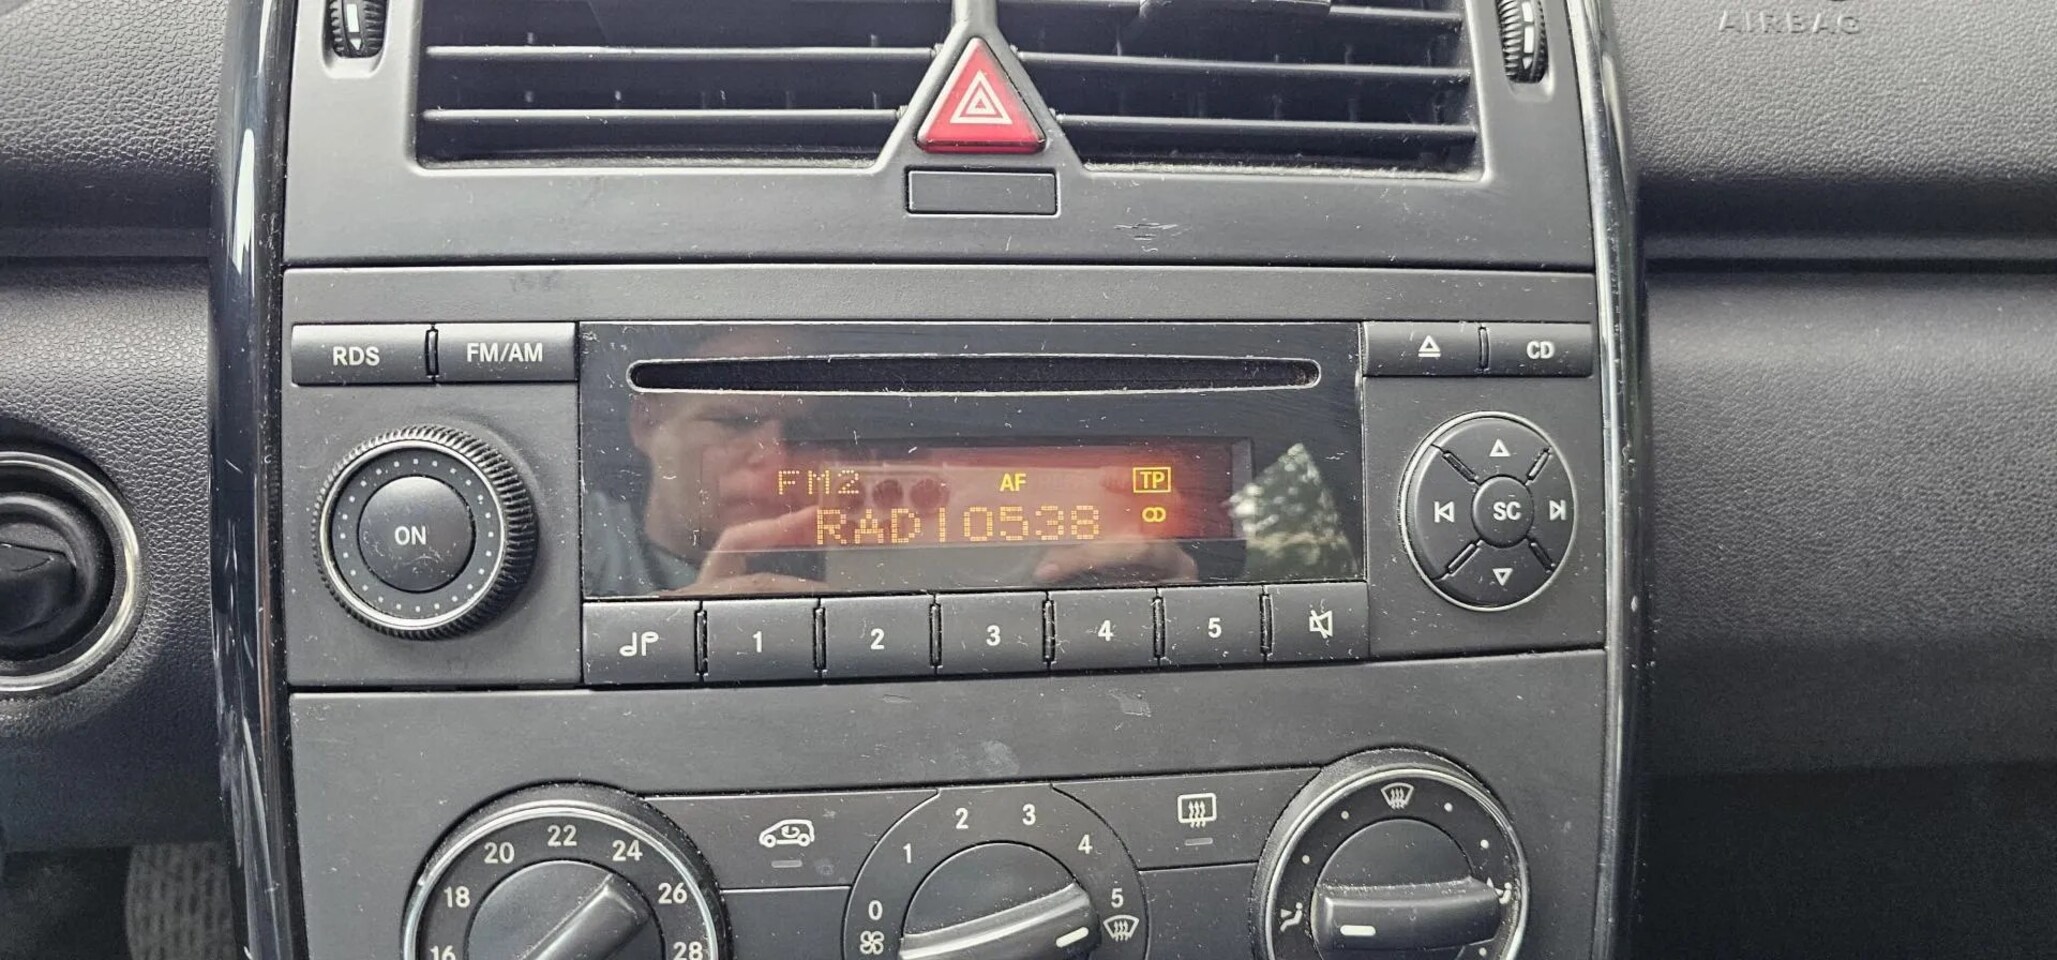 AIRBAG
RDS FM/AM CD
FM2 AF TP
ON RADIO538 SC
1 2 3 4 5
20 22 24
18 26
16 28
2 3
1 4
0 5